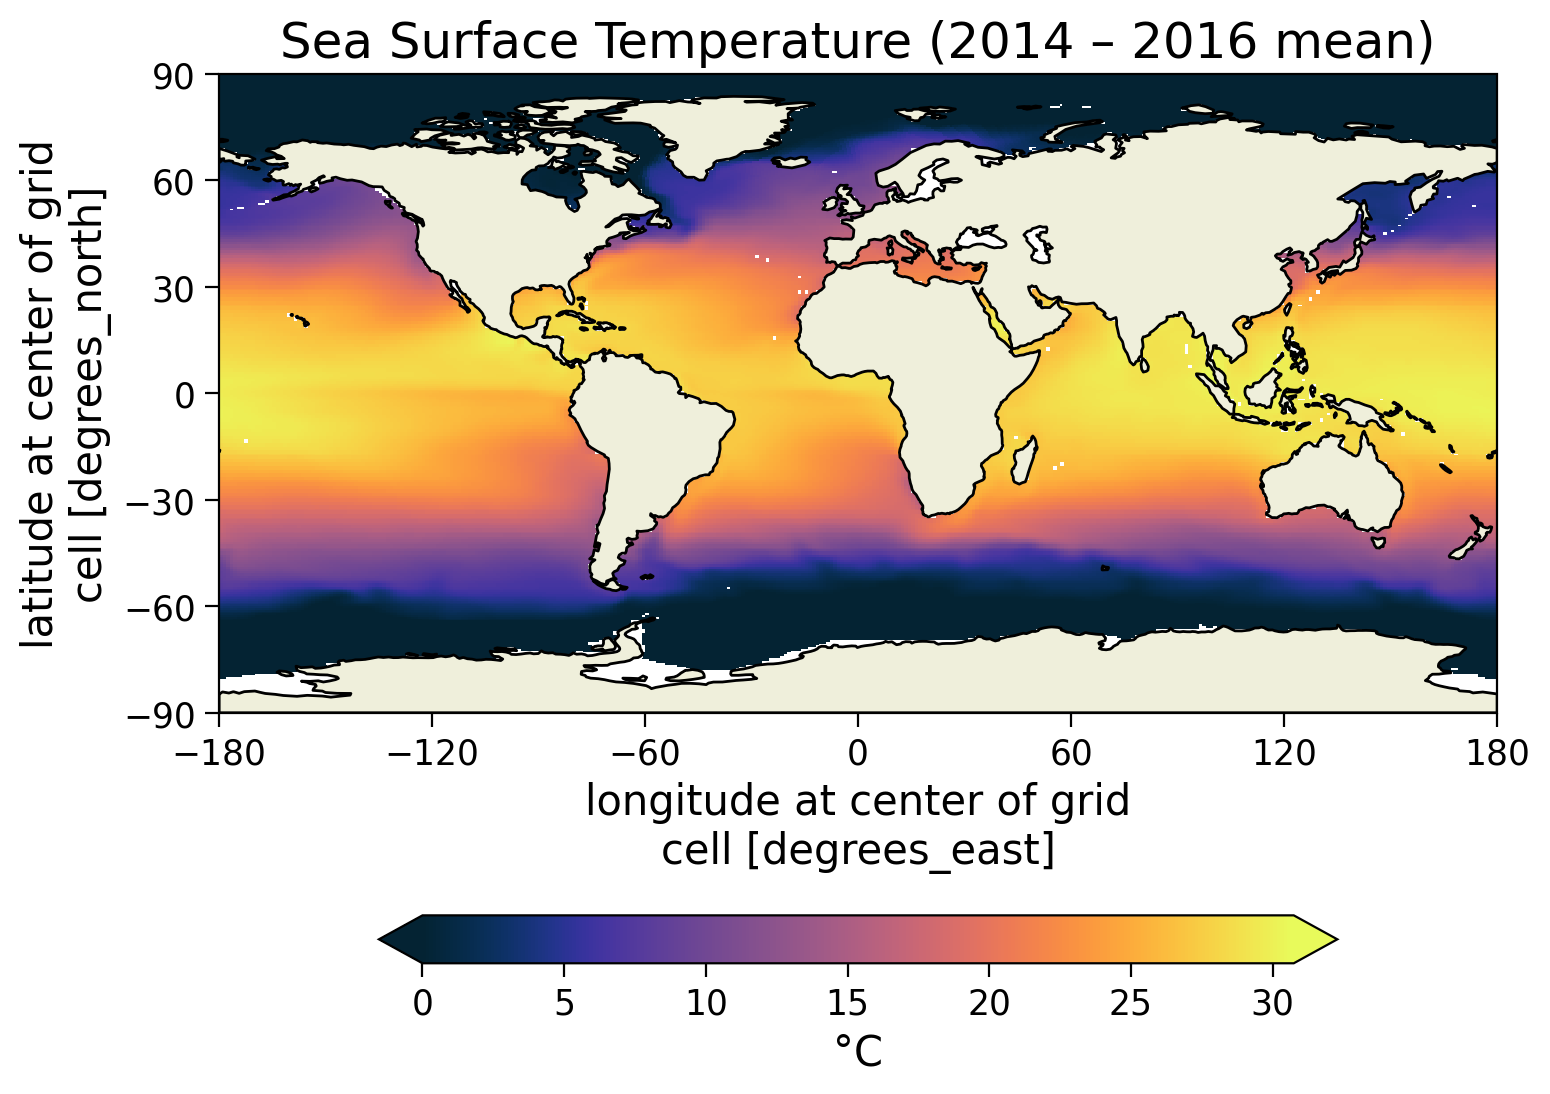 Sea Surface Temperature (2014 – 2016 mean)
90
60
30
0
−30
−60
−90
latitude at center of grid
cell [degrees_north]
−180 −120 −60 0 60 120 180
longitude at center of grid
cell [degrees_east]
0 5 10 15 20 25 30
°C